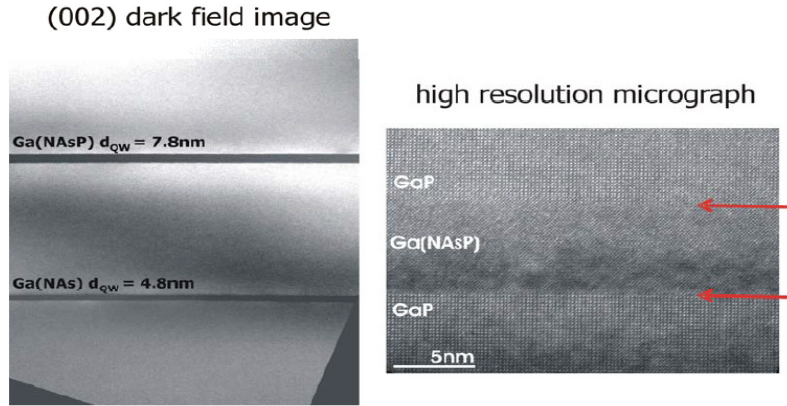 (002) dark field image
Ga(NAsP) dQW = 7.8nm
Ga(NAs) dQW = 4.8nm
high resolution micrograph
GaP
Ga(NAsP)
GaP
5nm